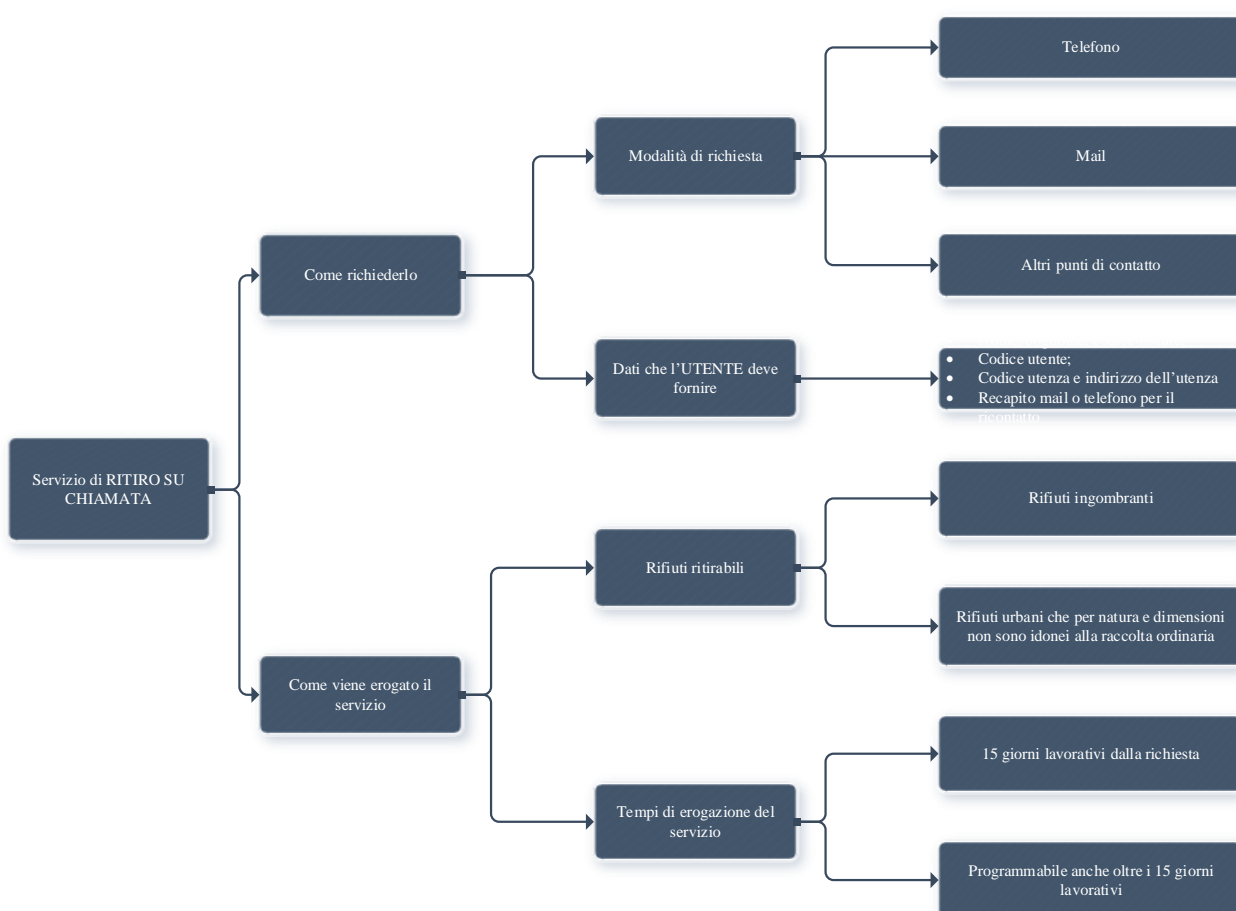 Telefono
Modalità di richiesta
Mail
Come richiederlo
Altri punti di contatto
Dati che l'UTENTE deve
fornire
• Codice utente;
• Codice utenza e indirizzo dell'utenza
• Recapito mail o telefono per il
ricontatto
Servizio di RITIRO SU
CHIAMATA
Rifiuti ingombranti
Rifiuti ritirabili
Rifiuti urbani che per natura e dimensioni
non sono idonei alla raccolta ordinaria
Come viene erogato il
servizio
15 giorni lavorativi dalla richiesta
Tempi di erogazione del
servizio
Programmabile anche oltre i 15 giorni
lavorativi